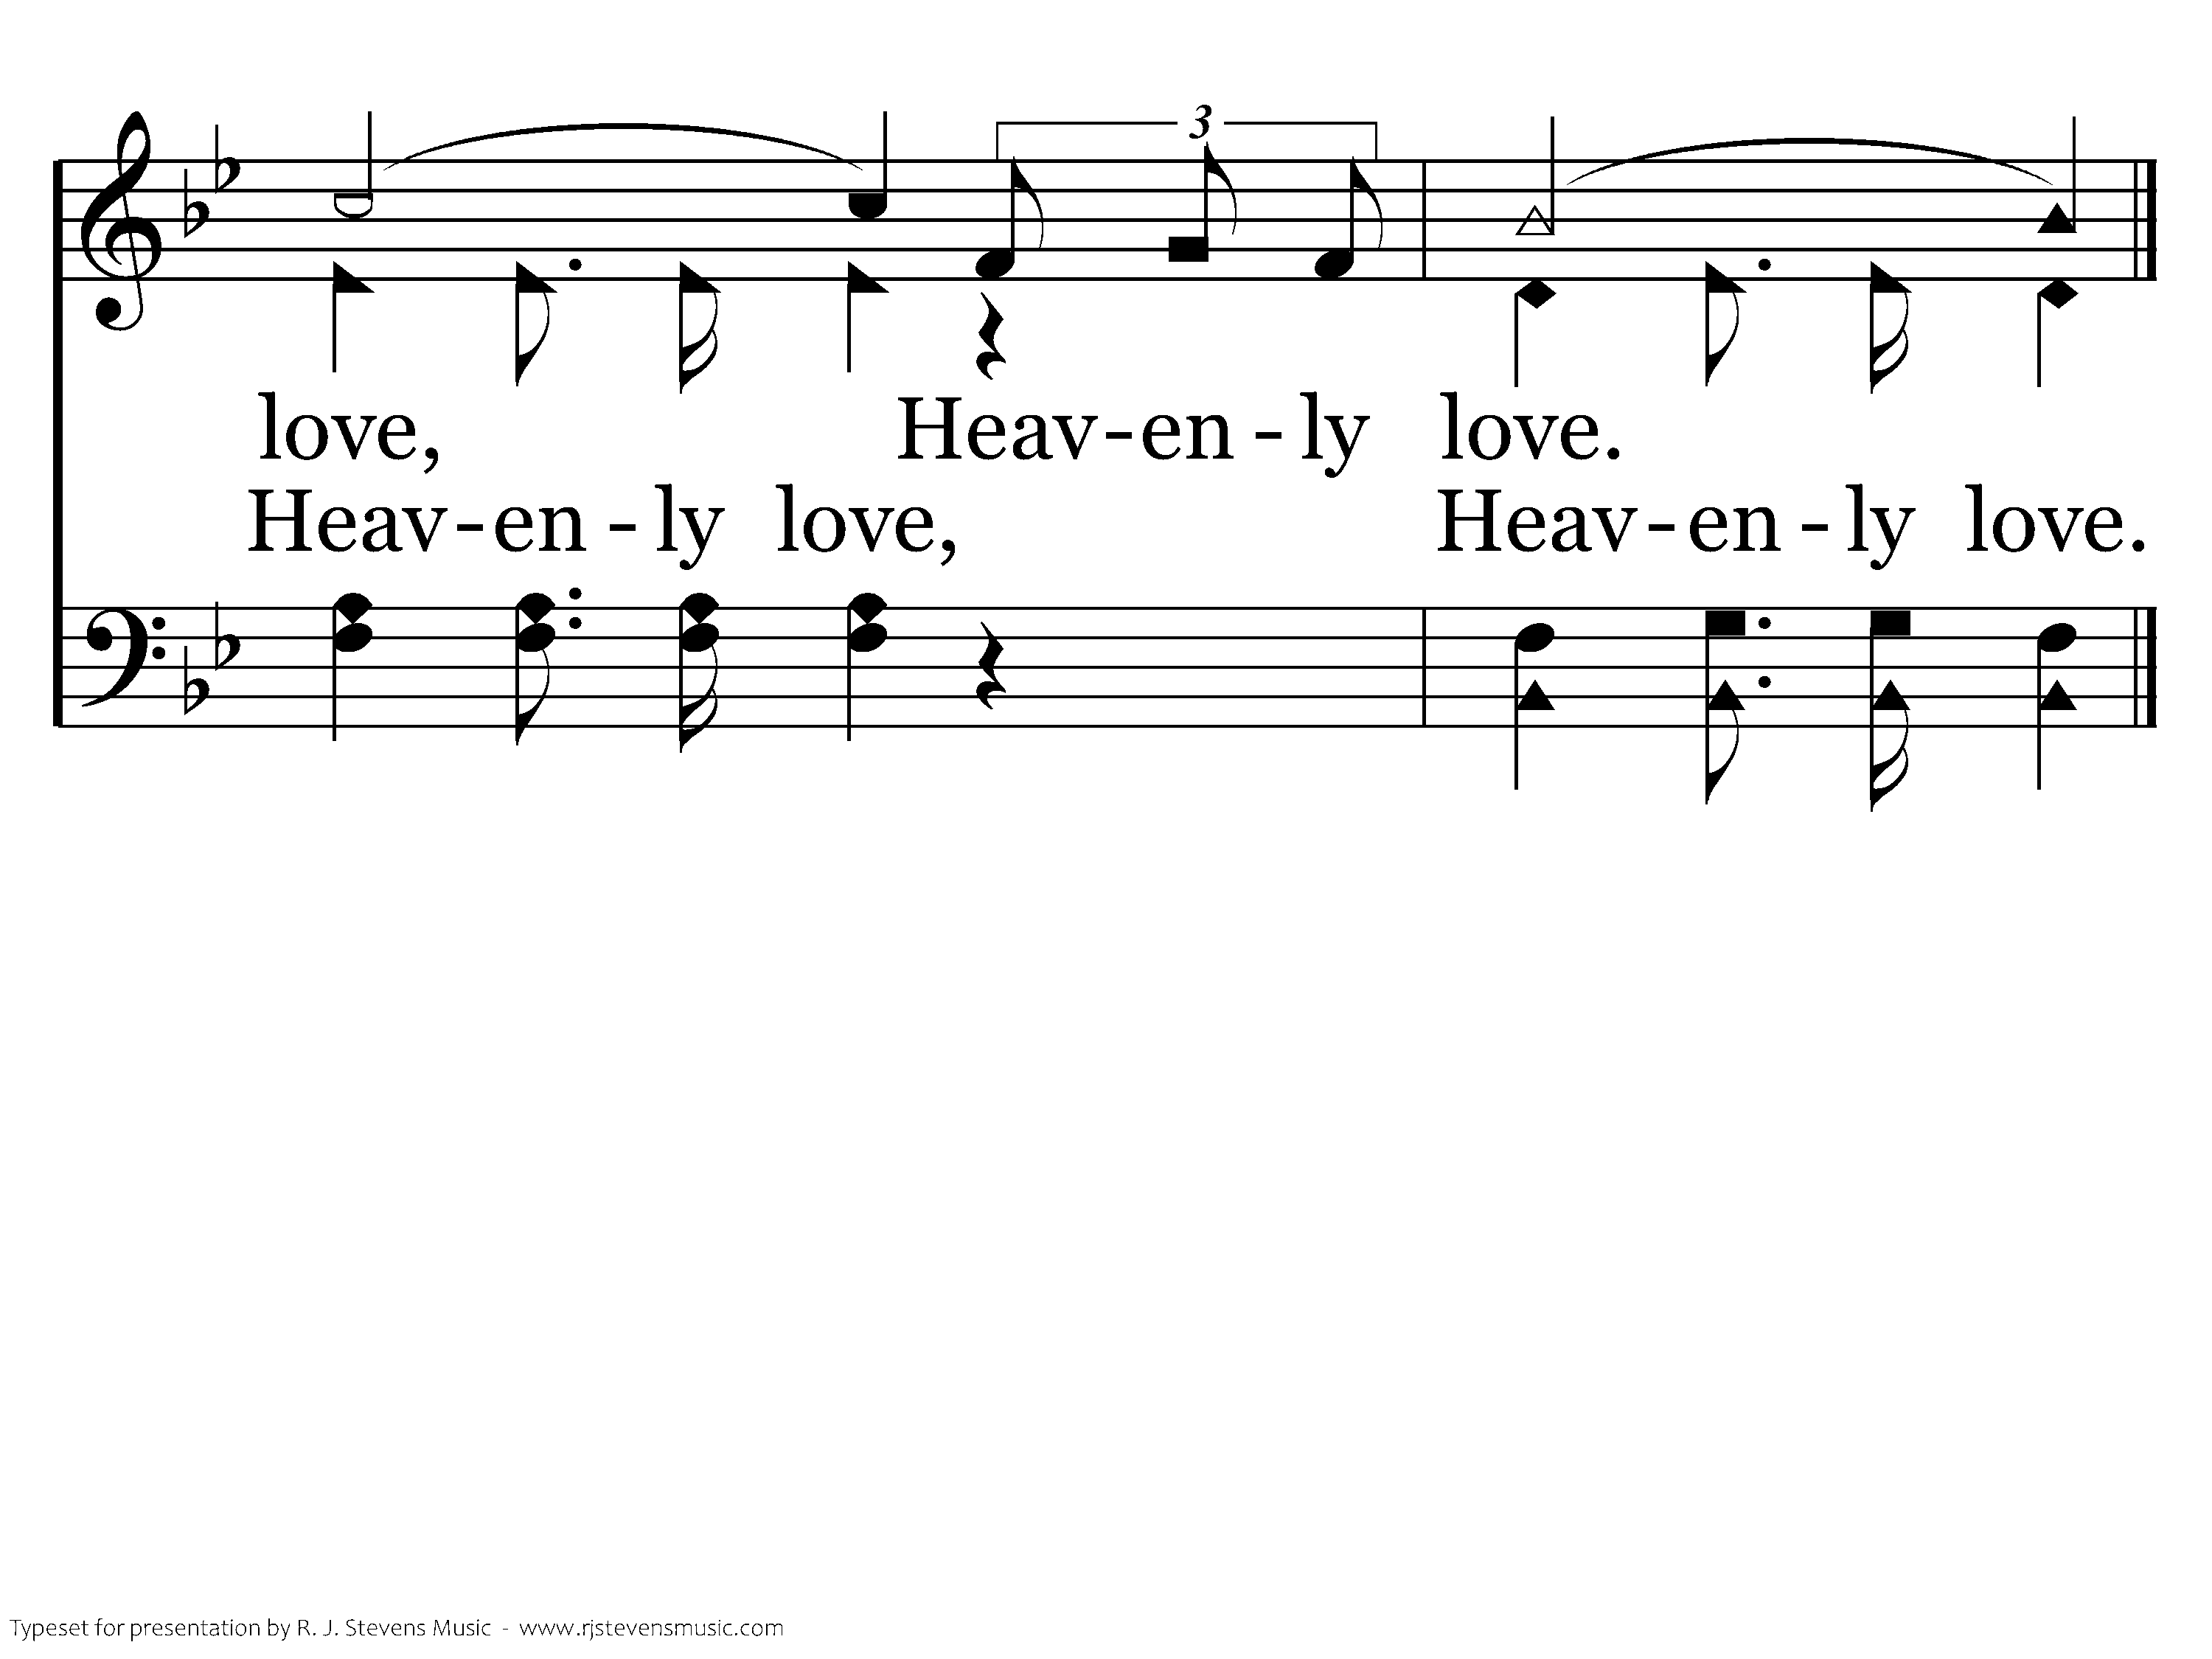 3
love, Heav-en-ly love.
Heav-en-ly love, Heav-en-ly love.
Typeset for presentation by R. J. Stevens Music - www.rjstevensmusic.com